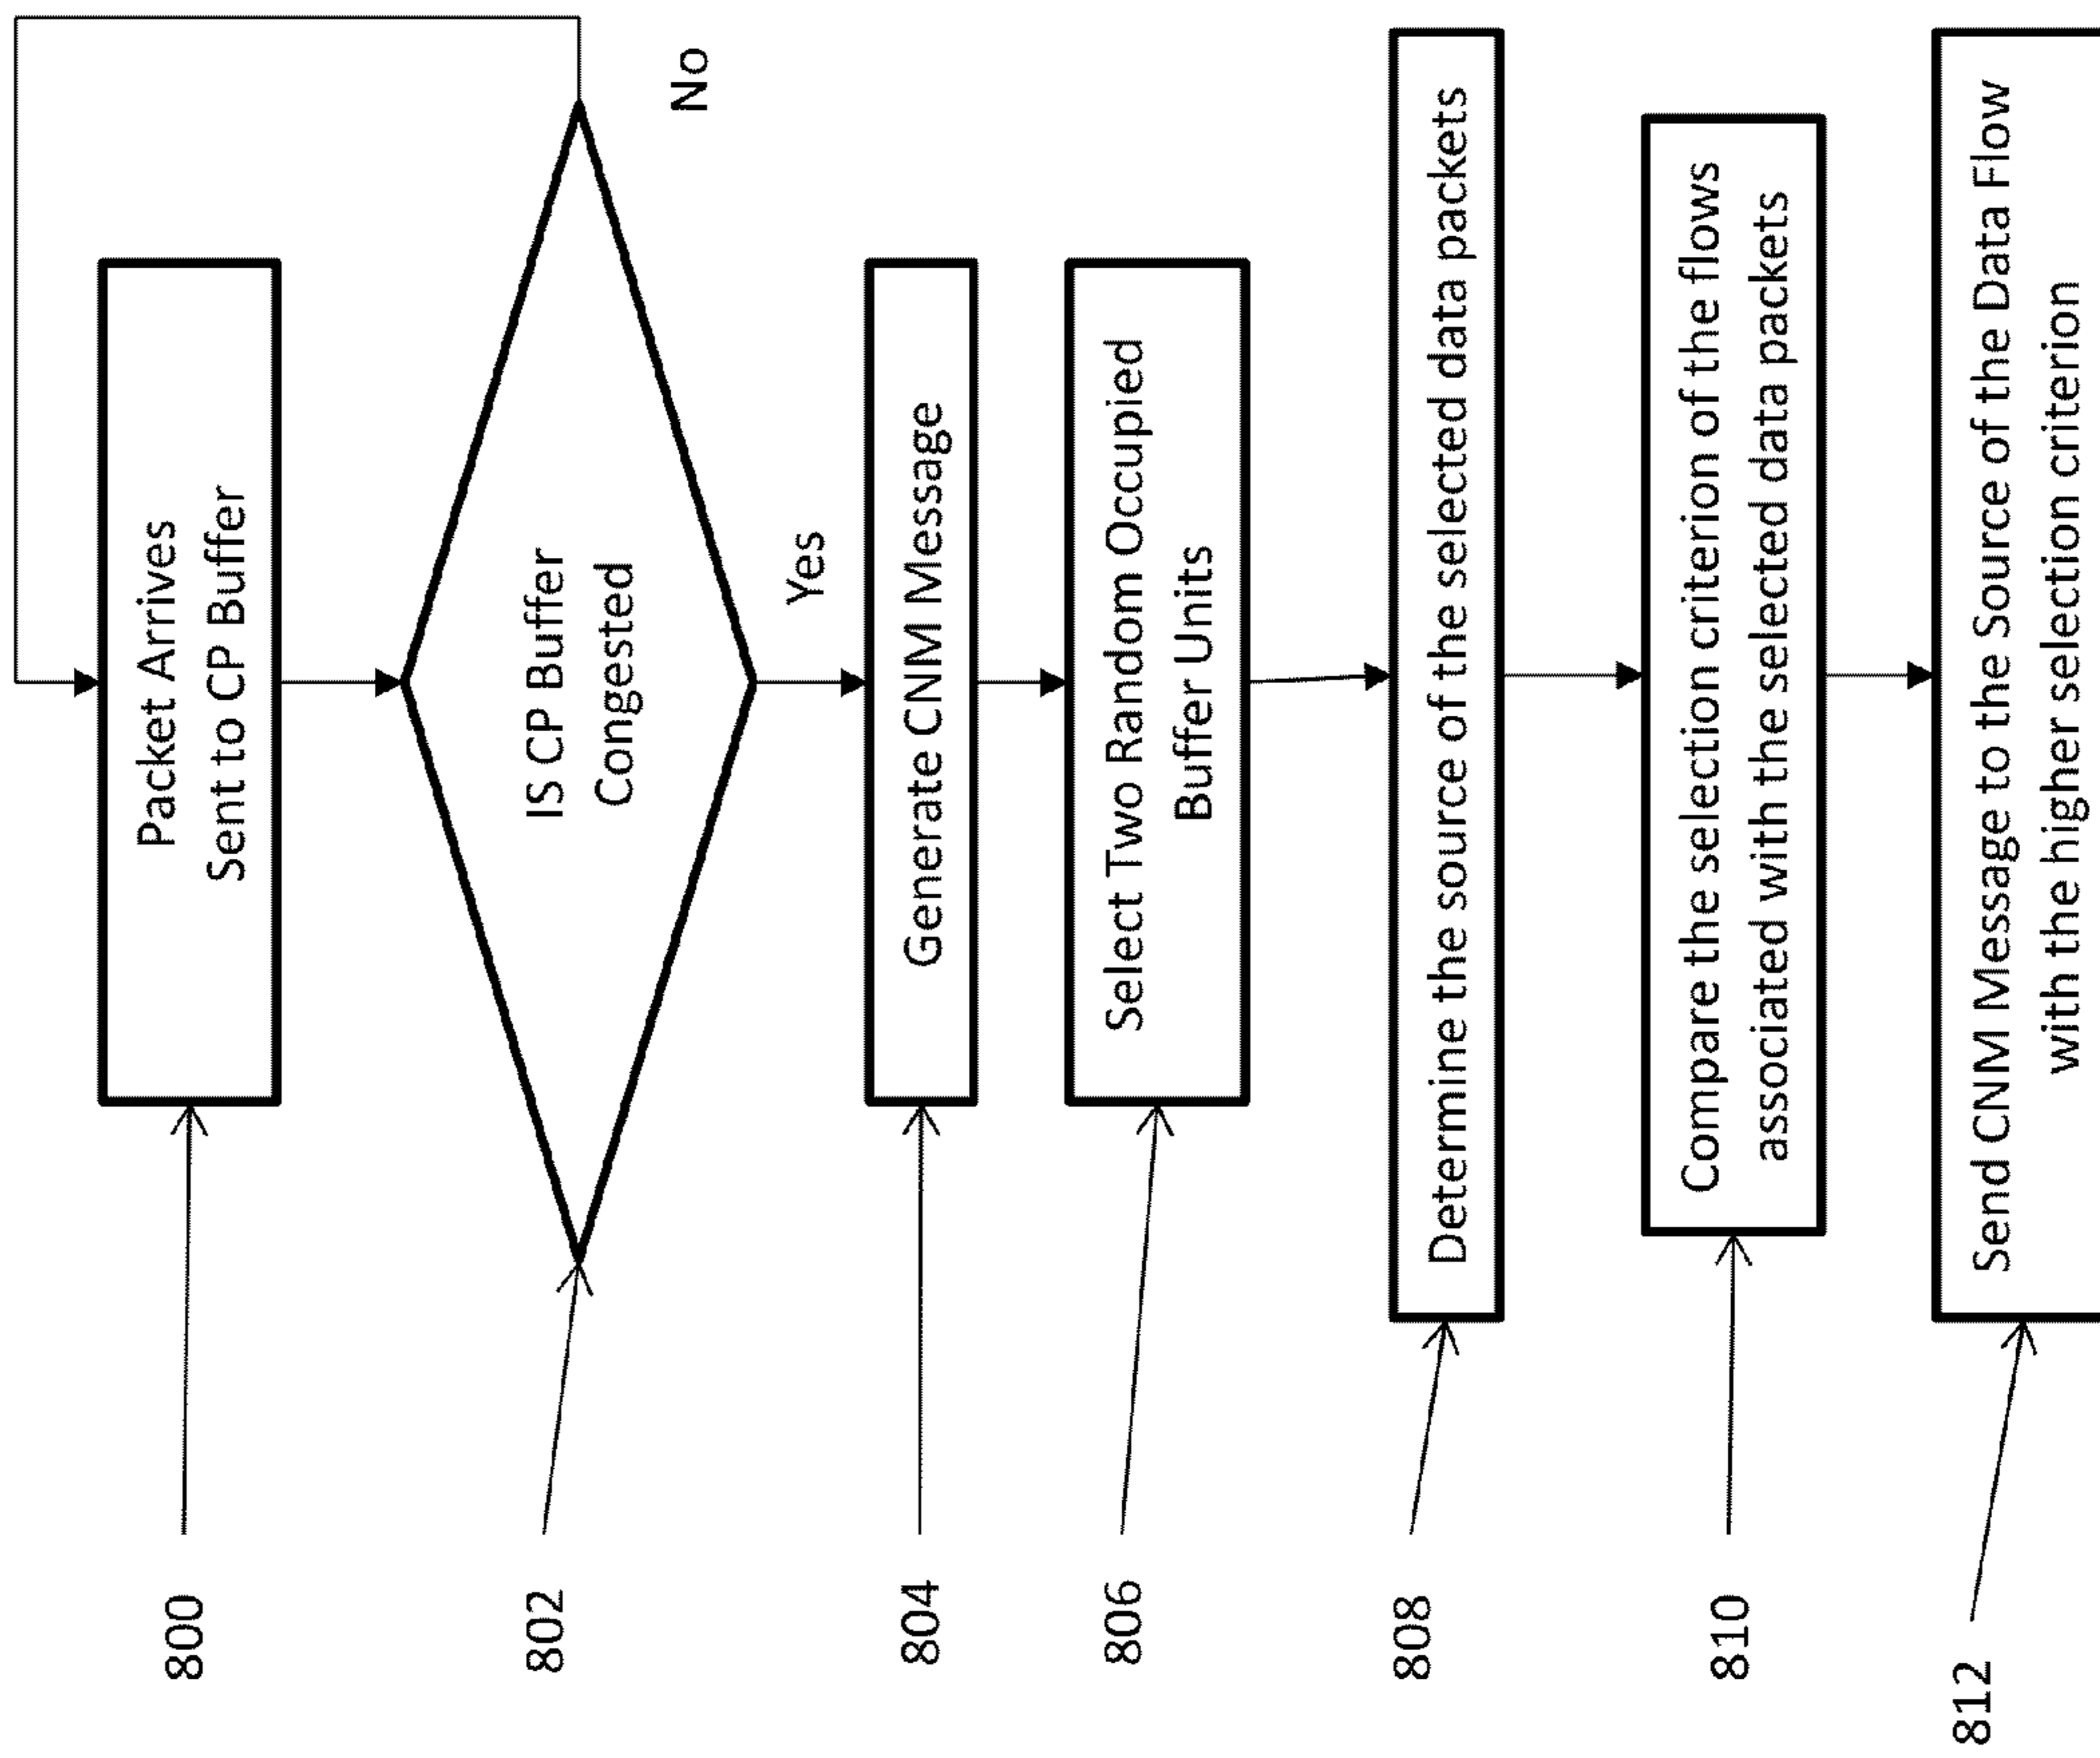 800
Packet Arrives
Sent to CP Buffer
802
IS CP Buffer
Congested
No
Yes
804
Generate CNM Message
806
Select Two Random Occupied
Buffer Units
808
Determine the source of the selected data packets
810
Compare the selection criterion of the flows
associated with the selected data packets
812
Send CNM Message to the Source of the Data Flow
with the higher selection criterion